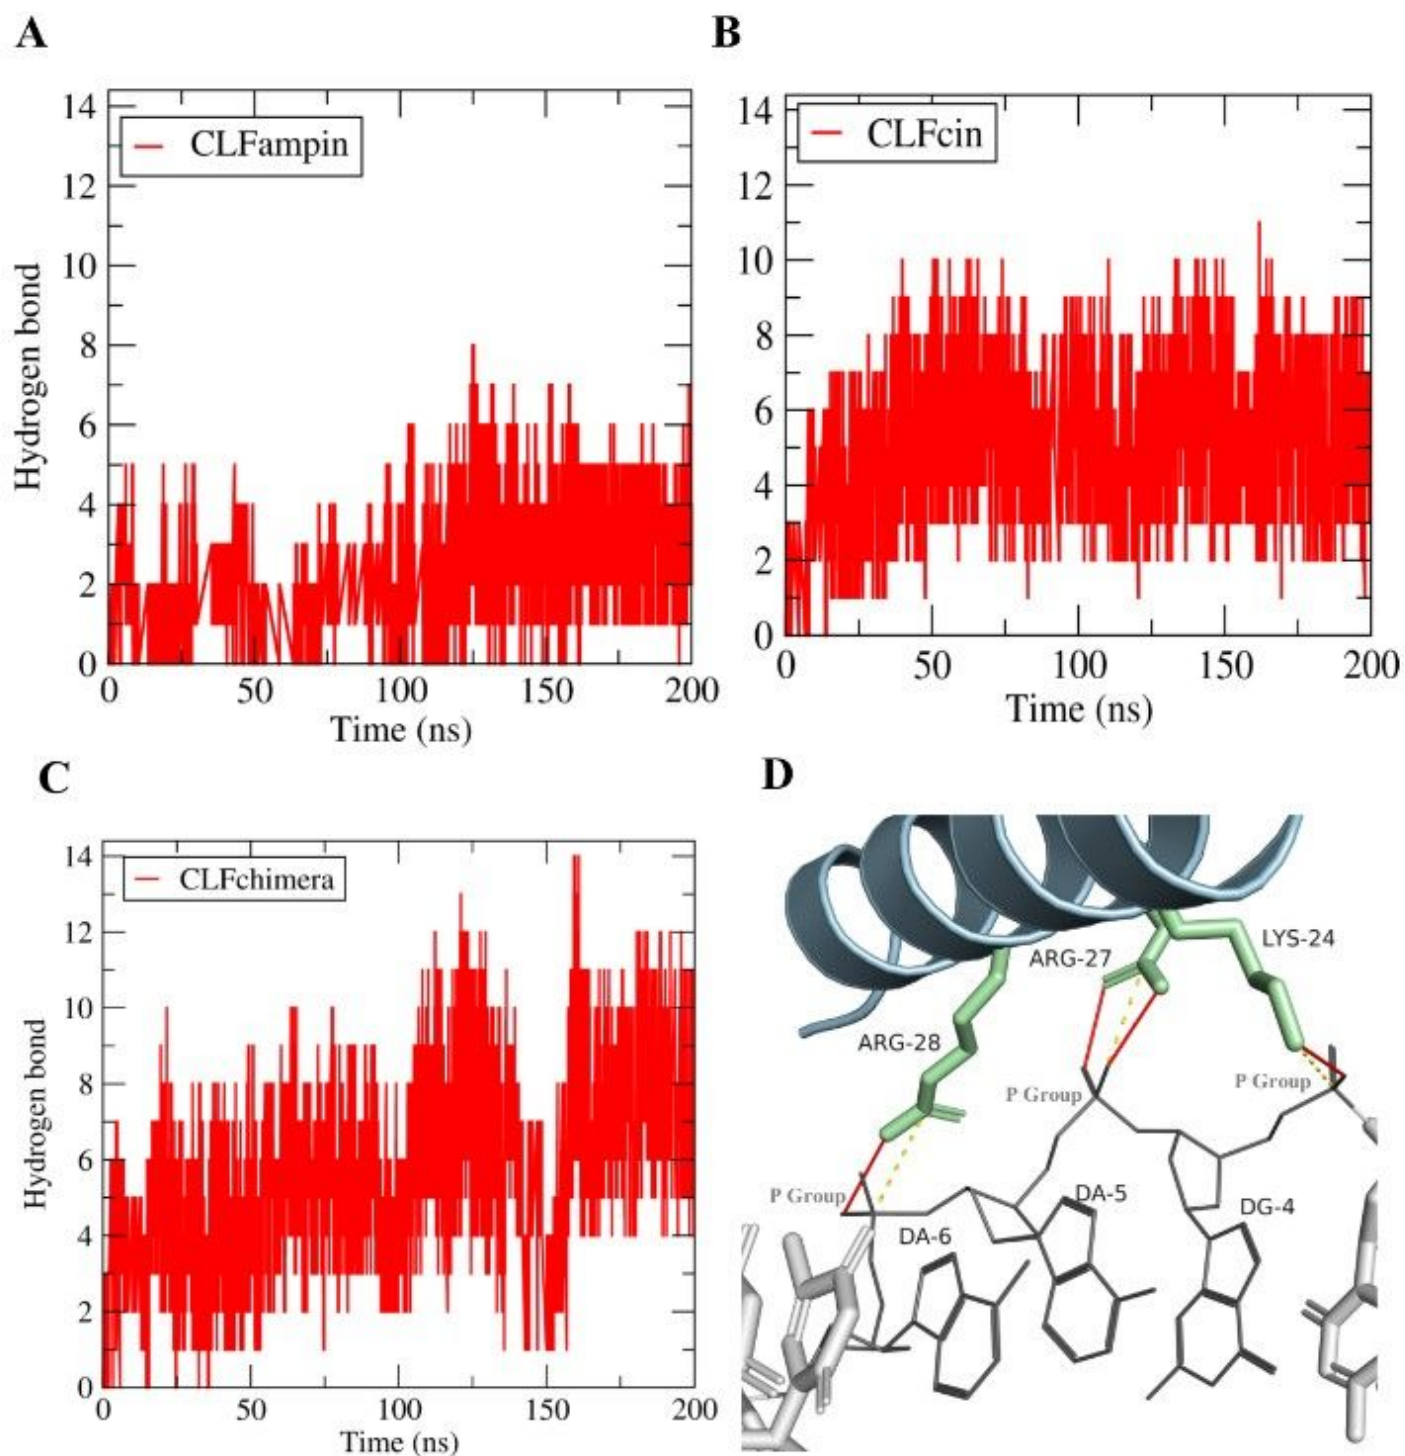 A
CLFampin
Hydrogen bond
14
12
10
8
6
4
2
0
0 50 100 150 200
Time (ns)
B
CLFcin
14
12
10
8
6
4
2
0
0 50 100 150 200
Time (ns)
C
CLFchimera
Hydrogen bond
14
12
10
8
6
4
2
0
0 50 100 150 200
Time (ns)
D
LYS-24
ARG-27
ARG-28
P Group
P Group
P Group
DA-5
DG-4
DA-6